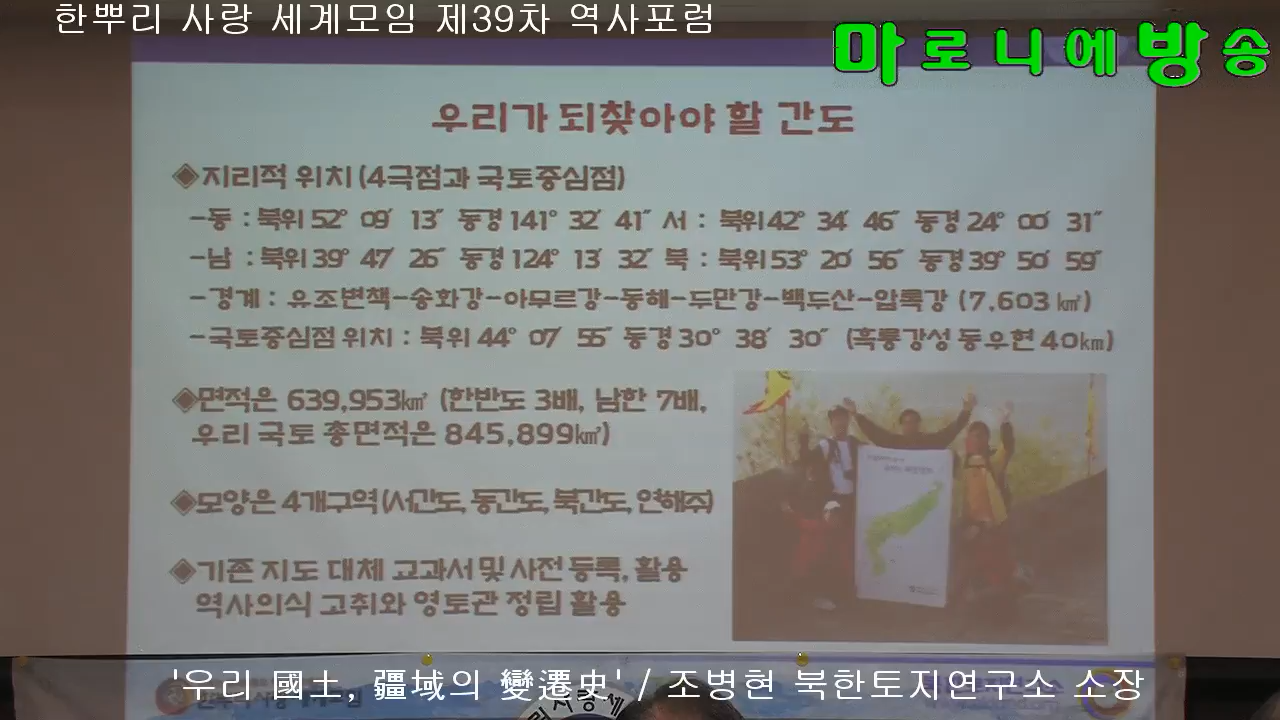 한뿌리 사랑 세계모임 제39차 역사포럼
마로니에방송
우리가 되찾아야 할 간도
◈지리적 위치 (4극점과 국토중심점)
-동 : 북위 52° 09′ 13″ 동경 141° 32′ 41″ 서 : 북위 42° 34′ 46″ 동경 24° 00′ 31″
-남 : 북위 39° 47′ 26″ 동경 124° 13′ 32″ 북 : 북위 53° 20′ 56″ 동경 39° 50′ 59″
-경계 : 유조변책-송화강-아무르강-동해-두만강-백두산-압록강 (7,603㎢)
-국토중심점 위치 : 북위 44° 07′ 55″ 동경 30° 38′ 30″ (흑룡강성 동우현 40㎞)
◈면적은 639,953㎢ (한반도 3배, 남한 7배,
우리 국토 총면적은 845,899㎢)
◈모양은 4개구역(서간도, 동간도, 북간도, 연해주)
◈기존 지도 대체 교과서 및 사전 등록, 활용
역사의식 고취와 영토관 정립 활용
'우리 國土, 疆域의 變遷史' / 조병현 북한토지연구소 소장